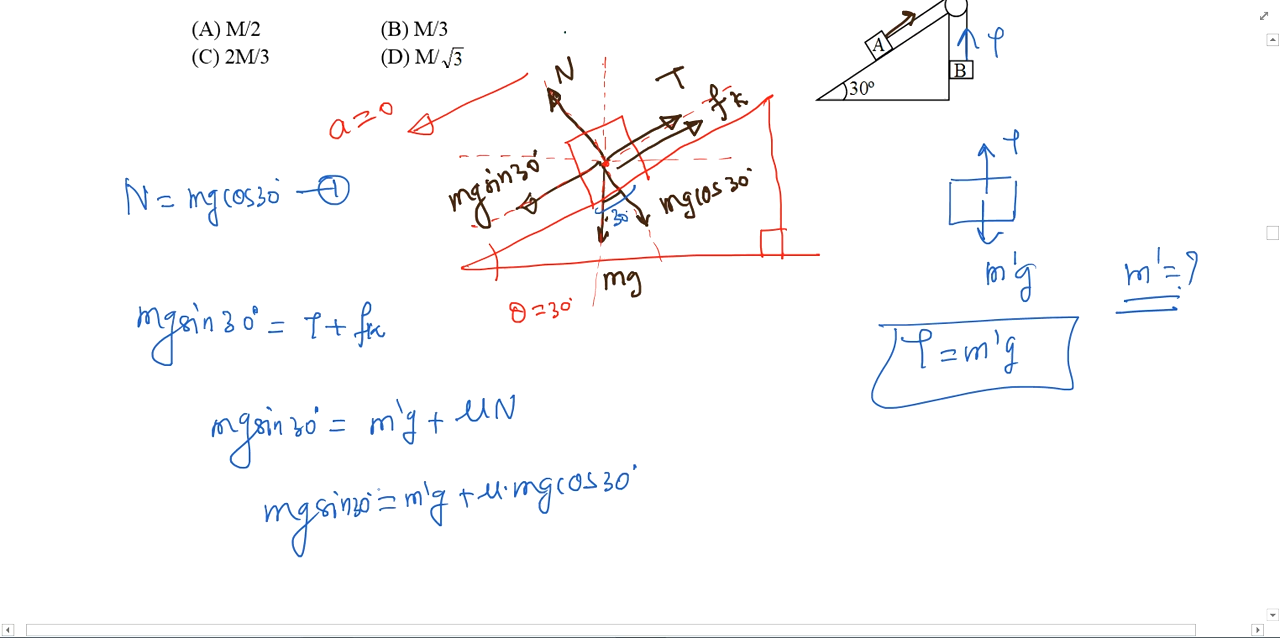 (A) M/2 (B) M/3
(C) 2M/3 (D) M/√3
A
B
30º
T
N
T
fk
a=0
mgsin30°
mgcos30°
30°
mg
θ=30°
N = mgcos30° —①
mgsin30° = T + fk
mgsin30° = m'g + μN
mgsin30° = m'g + μ.mgcos30°
T
m'g
m'=?
T = m'g